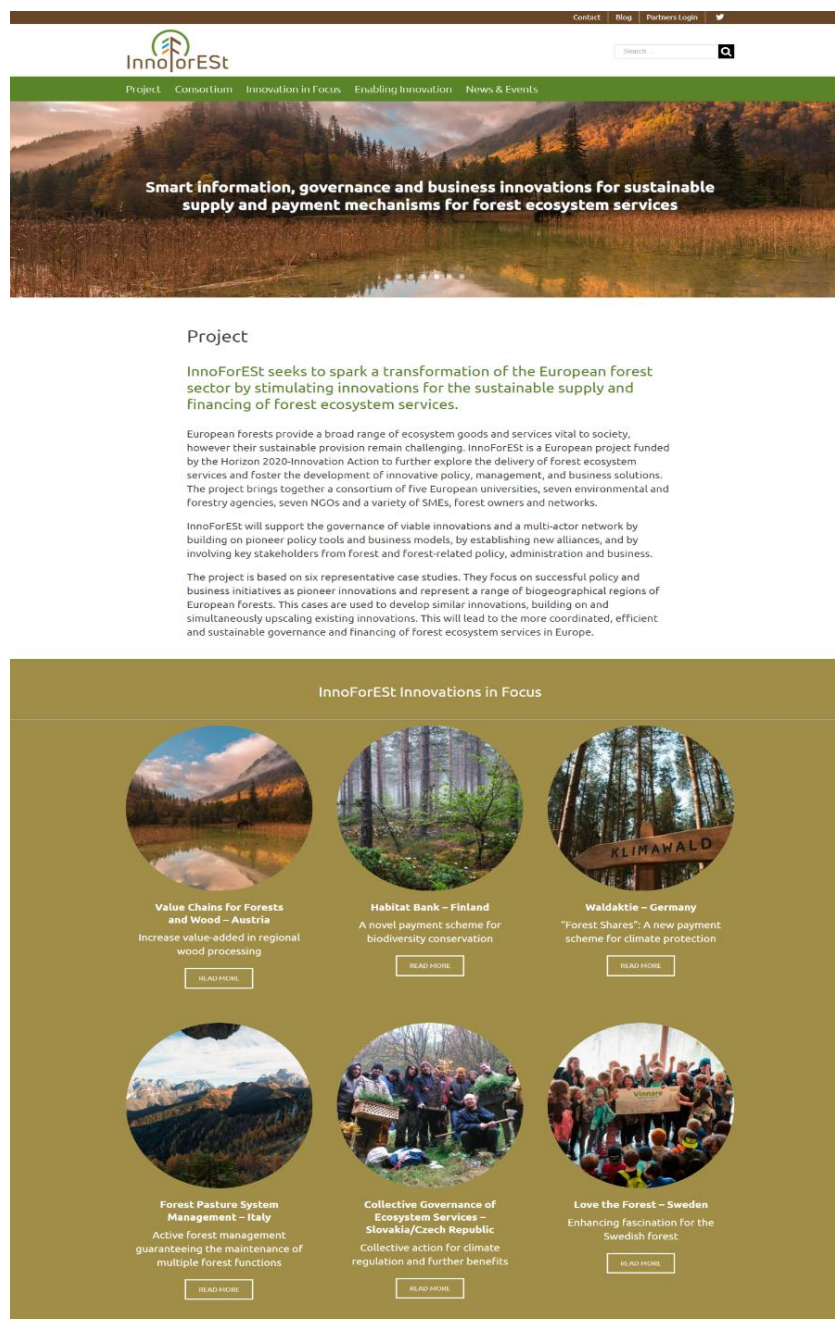 Contact Blog Partners Login
InnoForESt
Search ...
Project Consortium Innovation in Focus Enabling Innovation News & Events
Smart information, governance and business innovations for sustainable
supply and payment mechanisms for forest ecosystem services
Project
InnoForESt seeks to spark a transformation of the European forest
sector by stimulating innovations for the sustainable supply and
financing of forest ecosystem services.
European forests provide a broad range of ecosystem goods and services vital to society,
however their sustainable provision remain challenging. InnoForESt is a European project funded
by the Horizon 2020-Innovation Action to further explore the delivery of forest ecosystem
services and foster the development of innovative policy, management, and business solutions.
The project brings together a consortium of five European universities, seven environmental and
forestry agencies, seven NGOs and a variety of SMEs, forest owners and networks.
InnoForESt will support the governance of viable innovations and a multi-actor network by
building on pioneer policy tools and business models, by establishing new alliances, and by
involving key stakeholders from forest and forest-related policy, administration and business.
The project is based on six representative case studies. They focus on successful policy and
business initiatives as pioneer innovations and represent a range of biogeographical regions of
European forests. This cases are used to develop similar innovations, building on and
simultaneously upscaling existing innovations. This will lead to the more coordinated, efficient
and sustainable governance and financing of forest ecosystem services in Europe.
InnoForESt Innovations in Focus
KLIMAWALD
Value Chains for Forests
and Wood – Austria
Increase value-added in regional
wood processing
READ MORE
Habitat Bank – Finland
A novel payment scheme for
biodiversity conservation
READ MORE
Waldaktie – Germany
"Forest Shares": A new payment
scheme for climate protection
READ MORE
Vinnare
Forest Pasture System
Management – Italy
Active forest management
guaranteeing the maintenance of
multiple forest functions
READ MORE
Collective Governance of
Ecosystem Services –
Slovakia/Czech Republic
Collective action for climate
regulation and further benefits
READ MORE
Love the Forest – Sweden
Enhancing fascination for the
Swedish forest
READ MORE